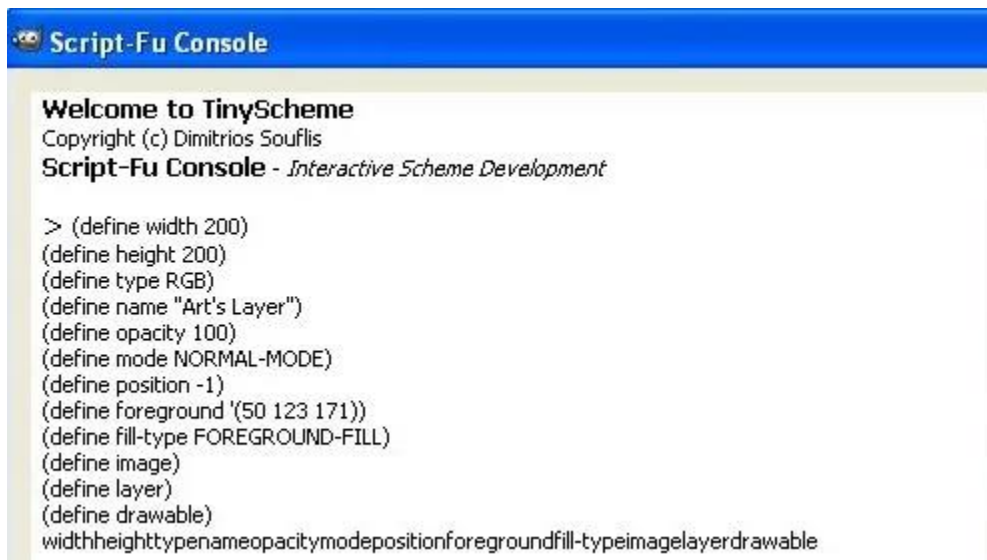 Script-Fu Console
Welcome to TinyScheme
Copyright (c) Dimitrios Souflis
Script-Fu Console - Interactive Scheme Development
> (define width 200)
(define height 200)
(define type RGB)
(define name "Art's Layer")
(define opacity 100)
(define mode NORMAL-MODE)
(define position -1)
(define foreground '(50 123 171))
(define fill-type FOREGROUND-FILL)
(define image)
(define layer)
(define drawable)
widthheighttypenameopacitymodepositionforegroundfill-typeimagelayerdrawable